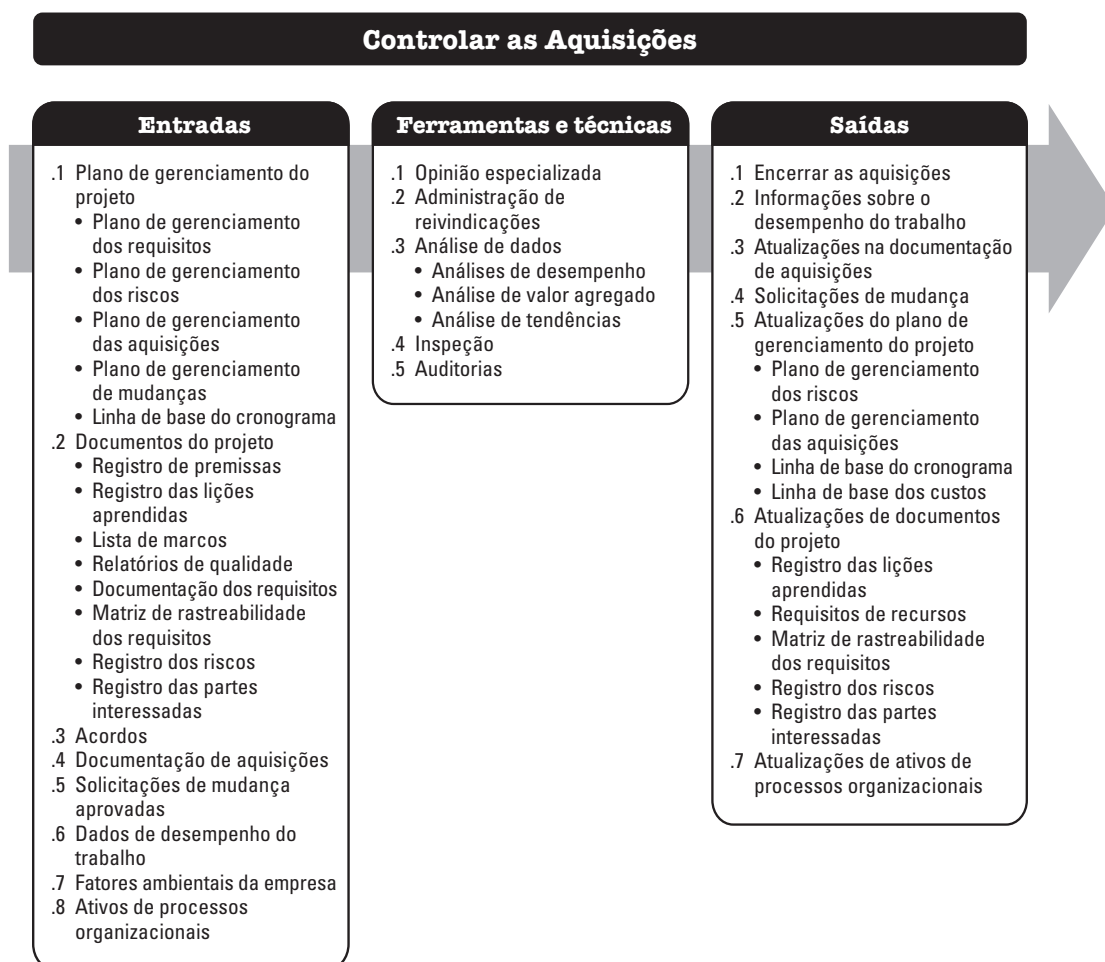 Controlar as Aquisições
Entradas
.1 Plano de gerenciamento do
projeto
• Plano de gerenciamento
dos requisitos
• Plano de gerenciamento
dos riscos
• Plano de gerenciamento
das aquisições
• Plano de gerenciamento
de mudanças
• Linha de base do cronograma
.2 Documentos do projeto
• Registro de premissas
• Registro das lições
aprendidas
• Lista de marcos
• Relatórios de qualidade
• Documentação dos requisitos
• Matriz de rastreabilidade
dos requisitos
• Registro dos riscos
• Registro das partes
interessadas
.3 Acordos
.4 Documentação de aquisições
.5 Solicitações de mudança
aprovadas
.6 Dados de desempenho do
trabalho
.7 Fatores ambientais da empresa
.8 Ativos de processos
organizacionais
Ferramentas e técnicas
.1 Opinião especializada
.2 Administração de
reivindicações
.3 Análise de dados
• Análises de desempenho
• Análise de valor agregado
• Análise de tendências
.4 Inspeção
.5 Auditorias
Saídas
.1 Encerrar as aquisições
.2 Informações sobre o
desempenho do trabalho
.3 Atualizações na documentação
de aquisições
.4 Solicitações de mudança
.5 Atualizações do plano de
gerenciamento do projeto
• Plano de gerenciamento
dos riscos
• Plano de gerenciamento
das aquisições
• Linha de base do cronograma
• Linha de base dos custos
.6 Atualizações de documentos
do projeto
• Registro das lições
aprendidas
• Requisitos de recursos
• Matriz de rastreabilidade
dos requisitos
• Registro dos riscos
• Registro das partes
interessadas
.7 Atualizações de ativos de
processos organizacionais